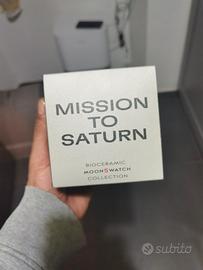 MISSION
TO
SATURN
BIOCERAMIC
MOONSWATCH
COLLECTION
subito